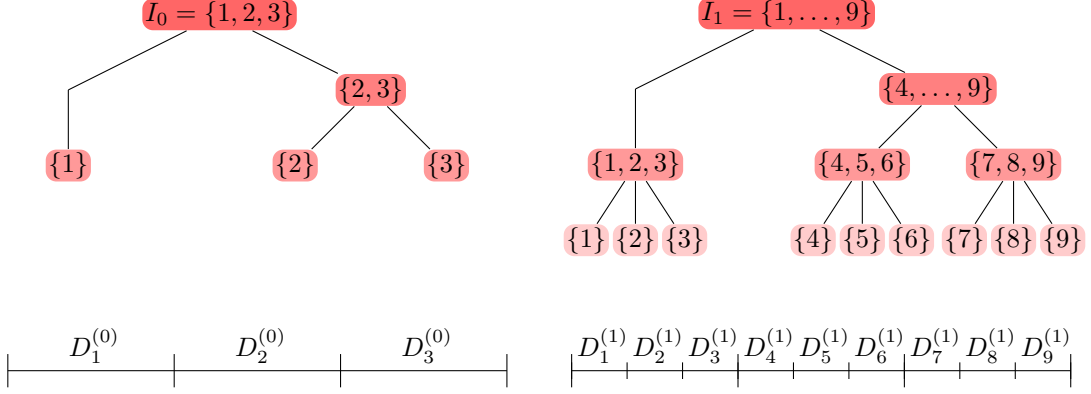 I_0 = {1, 2, 3}
I_1 = {1, . . . , 9}
{2, 3}
{4, . . . , 9}
{1} {2} {3}
{1, 2, 3} {4, 5, 6} {7, 8, 9}
{1} {2} {3} {4} {5} {6} {7} {8} {9}
D_1^{(0)} D_2^{(0)} D_3^{(0)}
D_1^{(1)} D_2^{(1)} D_3^{(1)} D_4^{(1)} D_5^{(1)} D_6^{(1)} D_7^{(1)} D_8^{(1)} D_9^{(1)}